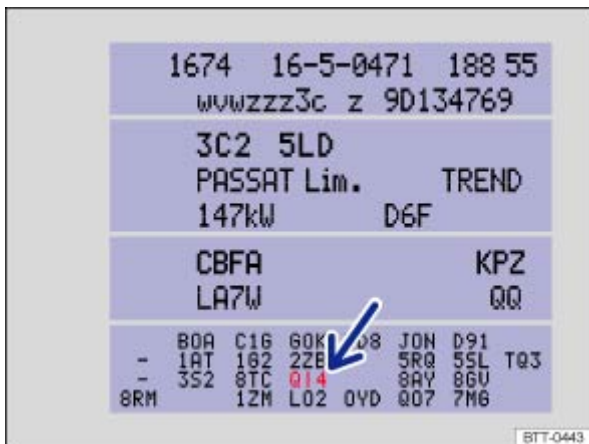 1674 16-5-0471 188 55
WVWZZZ3C Z 9D134769
3C2 5LD
PASSAT Lim. TREND
147kW D6F
CBFA KPZ
LA7W QQ
B0A C1G G0K D8 J0N D91
- 1AT 1G2 2ZB 5RQ 5SL TQ3
- 3S2 8TC QI4 8AY 8GV
8RM 1ZM L02 0YD Q07 7MG
BTT-0443